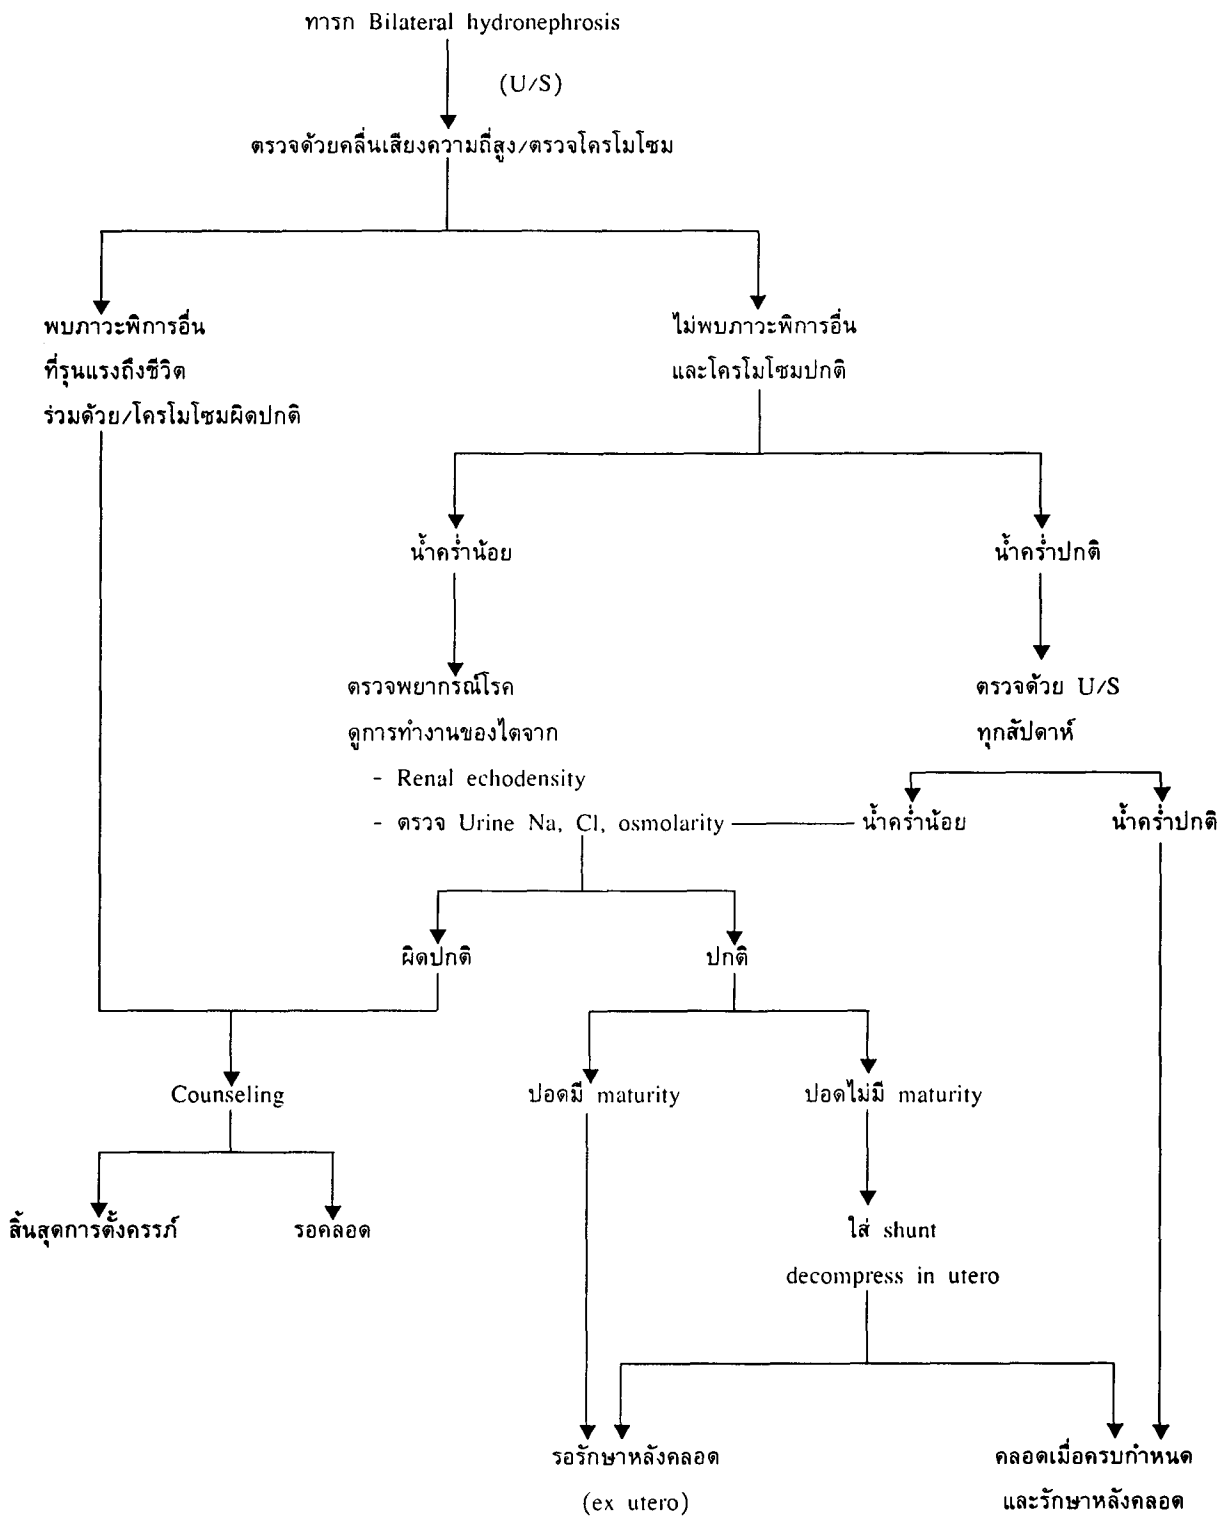 ทารก Bilateral hydronephrosis
(U/S)
ตรวจด้วยคลื่นเสียงความถี่สูง/ตรวจโครโมโซม
พบภาวะพิการอื่น
ที่รุนแรงถึงชีวิต
ร่วมด้วย/โครโมโซมผิดปกติ
ไม่พบภาวะพิการอื่น
และโครโมโซมปกติ
น้ำคร่ำน้อย
น้ำคร่ำปกติ
ตรวจพยากรณ์โรค
ดูการทำงานของไตจาก
- Renal echodensity
- ตรวจ Urine Na, Cl, osmolarity
ตรวจด้วย U/S
ทุกสัปดาห์
น้ำคร่ำน้อย
น้ำคร่ำปกติ
ผิดปกติ
ปกติ
Counseling
ปอดมี maturity
ปอดไม่มี maturity
สิ้นสุดการตั้งครรภ์
รอคลอด
ใส่ shunt
decompress in utero
รอรักษาหลังคลอด
(ex utero)
คลอดเมื่อครบกำหนด
และรักษาหลังคลอด